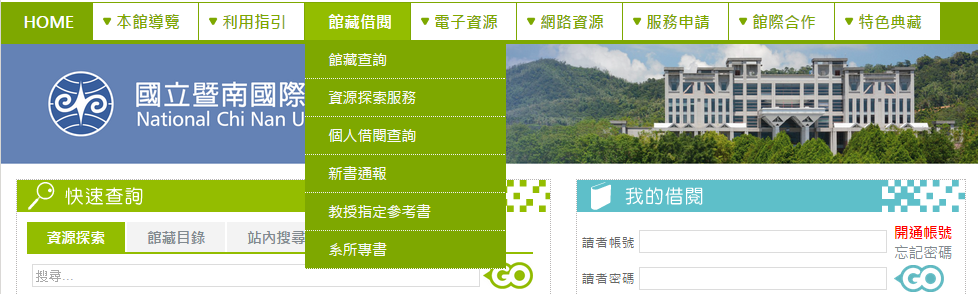 HOME 本館導覽 利用指引 館藏借閱 電子資源 網路資源 服務申請 館際合作 特色典藏
館藏查詢
資源探索服務
個人借閱查詢
新書通報
教授指定參考書
系所專書
國立暨南國際
National Chi Nan U
快速查詢
資源探索 館藏目錄 站內搜尋
搜尋... GO
我的借閱
讀者帳號 開通帳號
忘記密碼
讀者密碼 GO